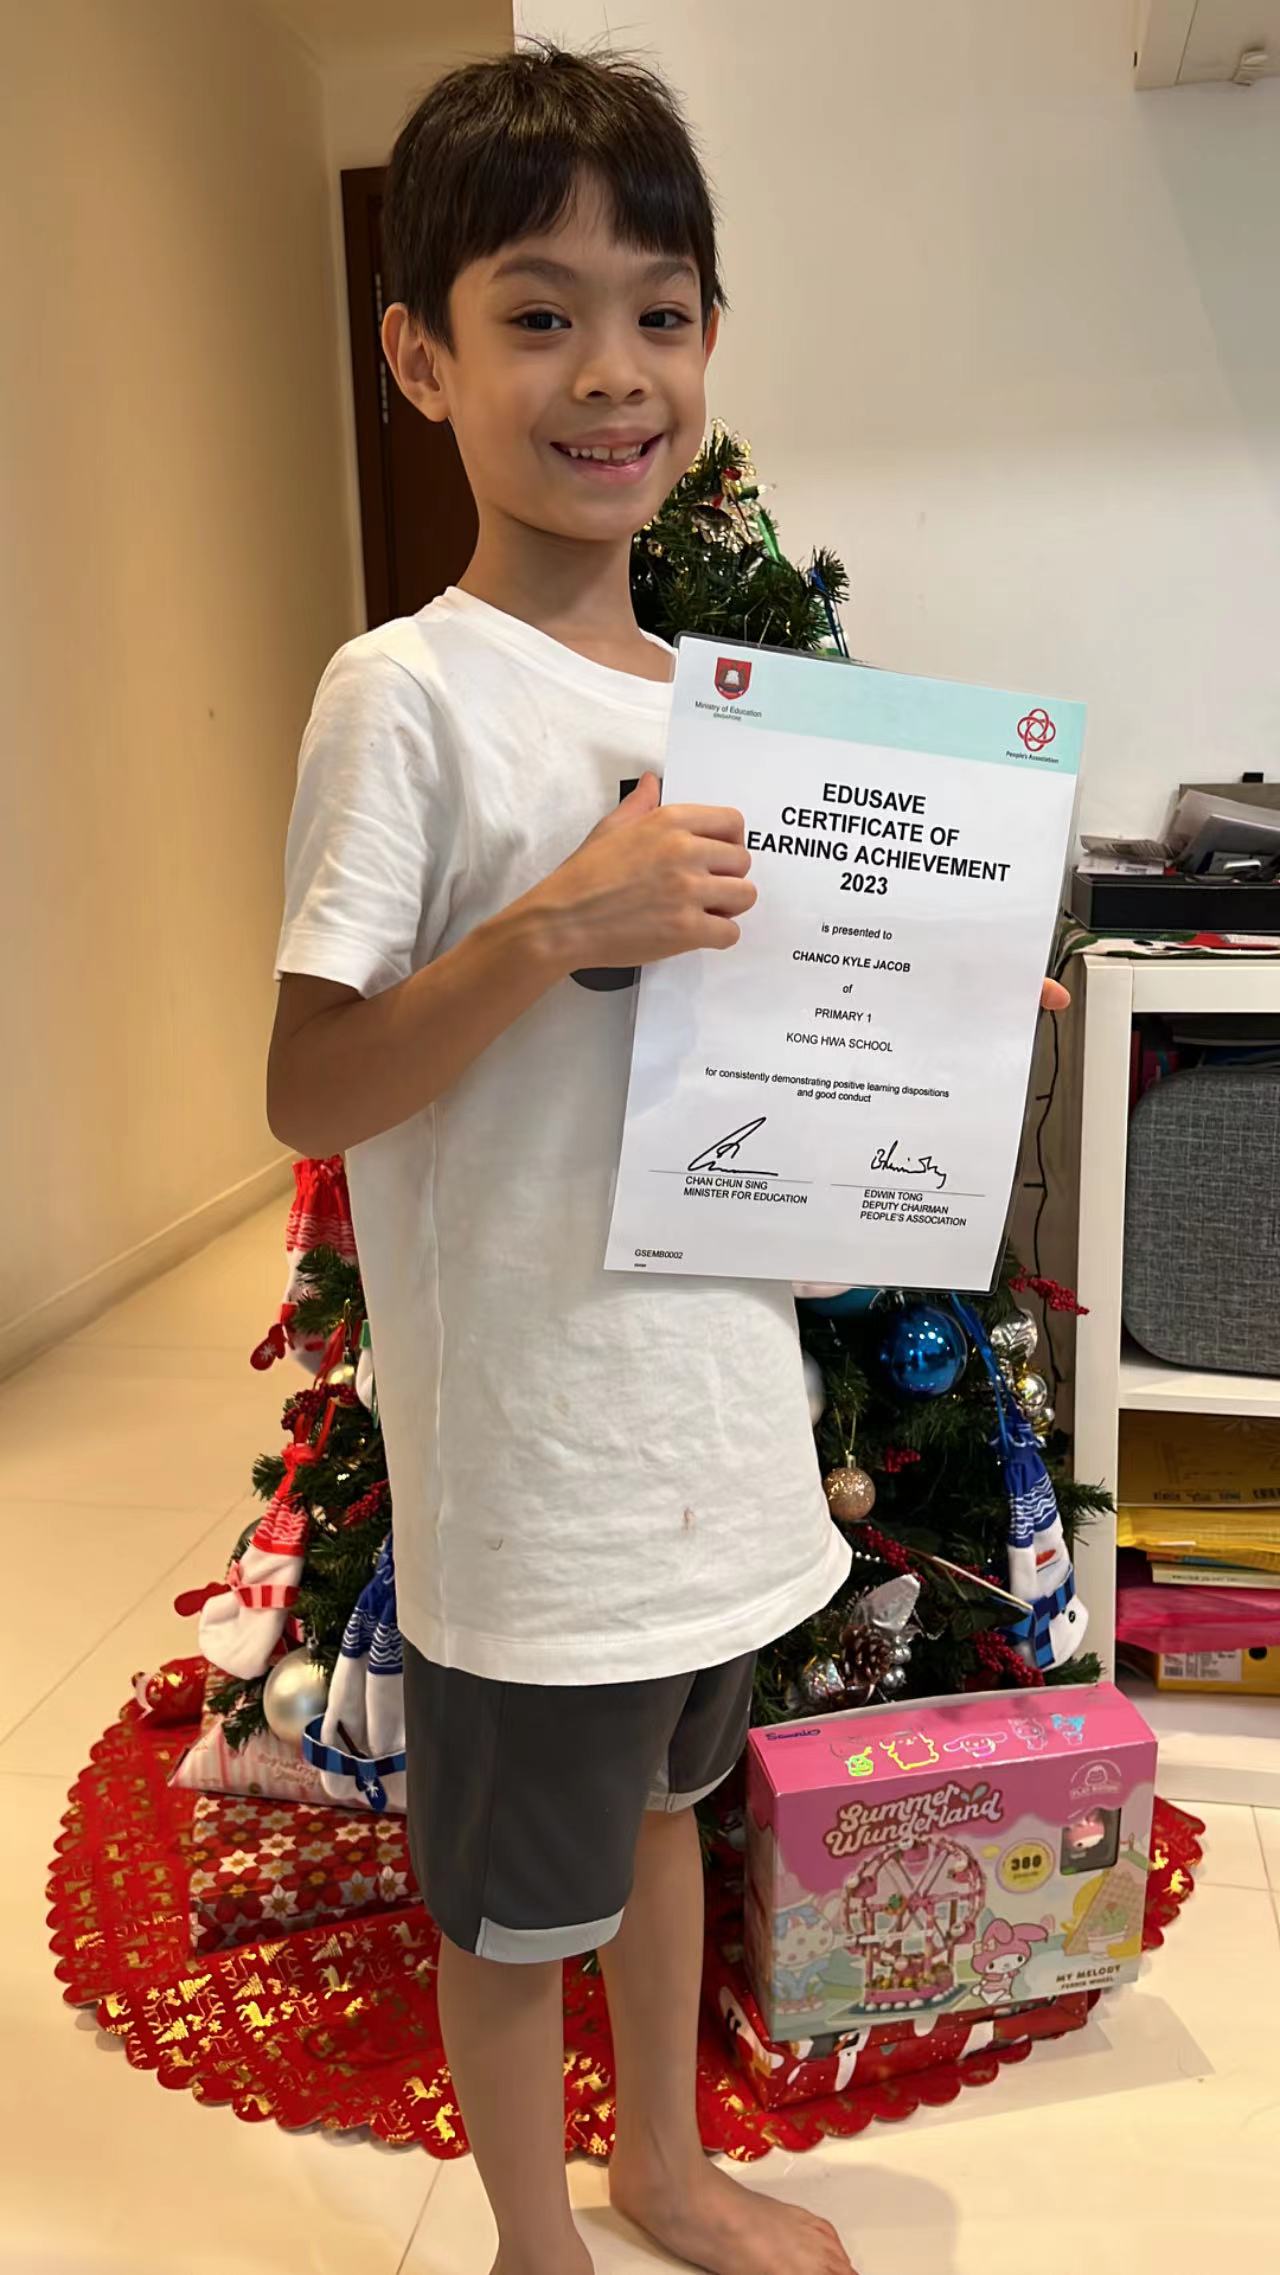 Ministry of Education
SINGAPORE
People's Association
EDUSAVE
CERTIFICATE OF
EARNING ACHIEVEMENT
2023
is presented to
CHANCO KYLE JACOB
of
PRIMARY 1
KONG HWA SCHOOL
for consistently demonstrating positive learning dispositions
and good conduct
CHAN CHUN SING
MINISTER FOR EDUCATION
EDWIN TONG
DEPUTY CHAIRMAN
PEOPLE'S ASSOCIATION
GSEMB0002
Sanrio
Summer
Wunderland
380
MY MELODY
FERRIS WHEEL